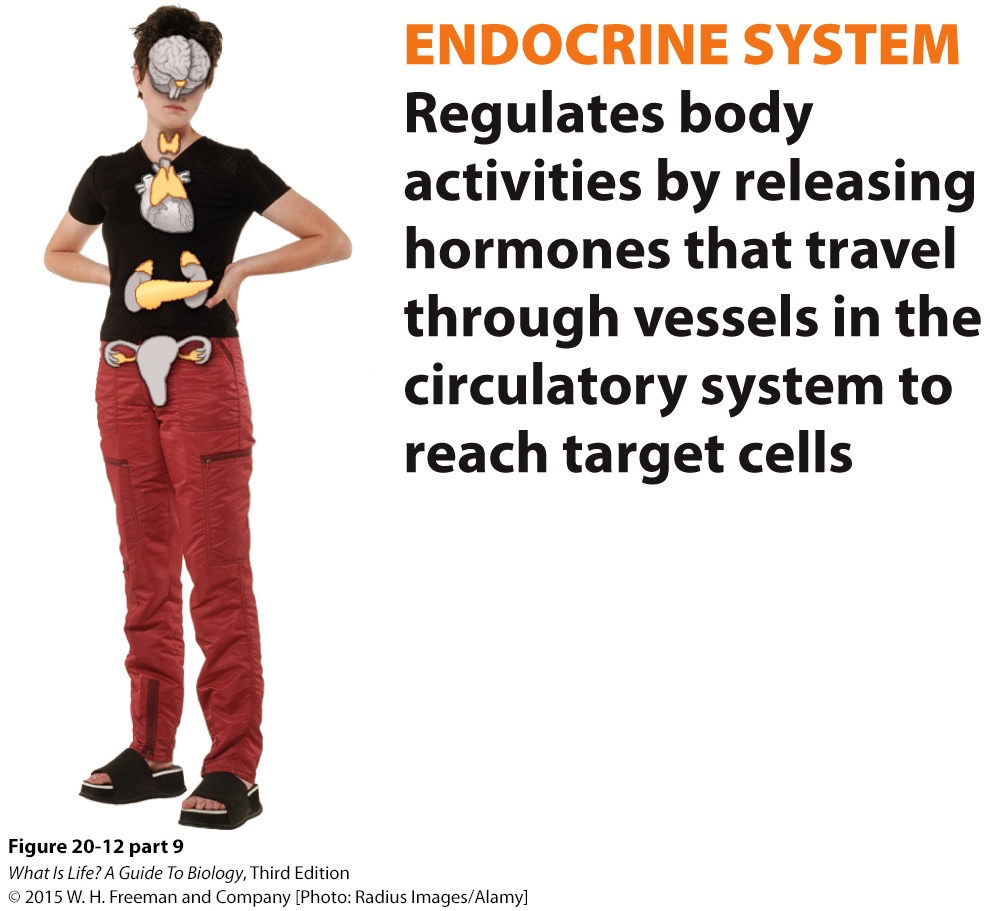 ENDOCRINE SYSTEM
Regulates body
activities by releasing
hormones that travel
through vessels in the
circulatory system to
reach target cells
Figure 20-12 part 9
What Is Life? A Guide To Biology, Third Edition
© 2015 W. H. Freeman and Company [Photo: Radius Images/Alamy]